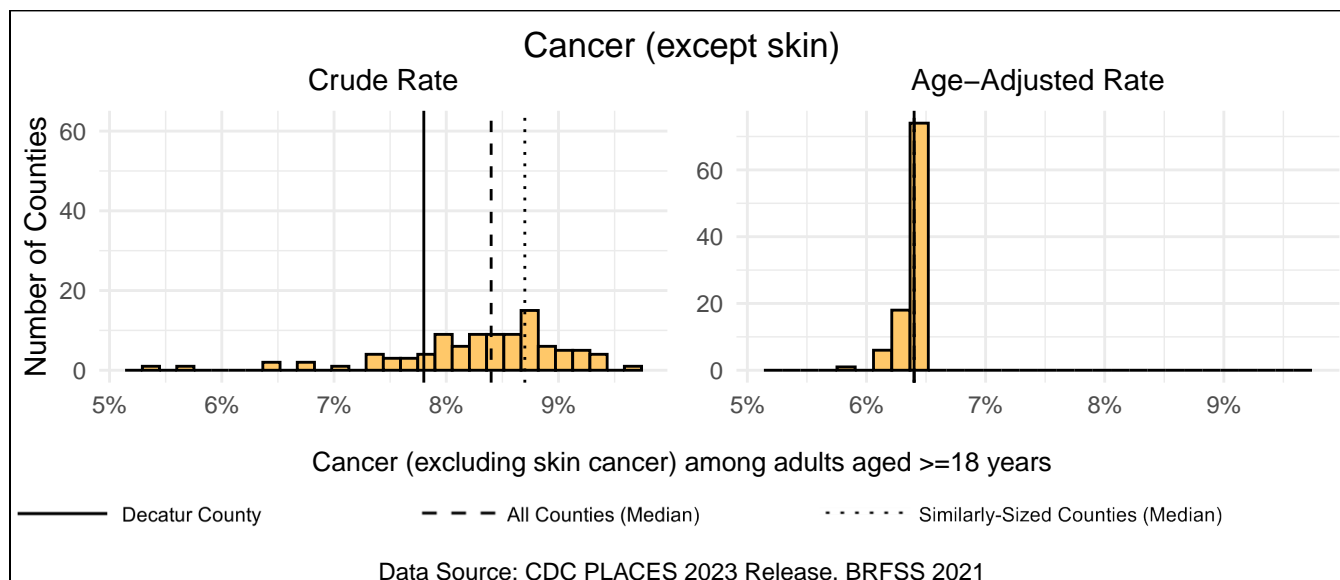 Cancer (except skin)
Crude Rate
Age−Adjusted Rate
Number of Counties
60
40
20
0
5%
6%
7%
8%
9%
60
40
20
0
5%
6%
7%
8%
9%
Cancer (excluding skin cancer) among adults aged >=18 years
Decatur County
All Counties (Median)
Similarly-Sized Counties (Median)
Data Source: CDC PLACES 2023 Release, BRFSS 2021